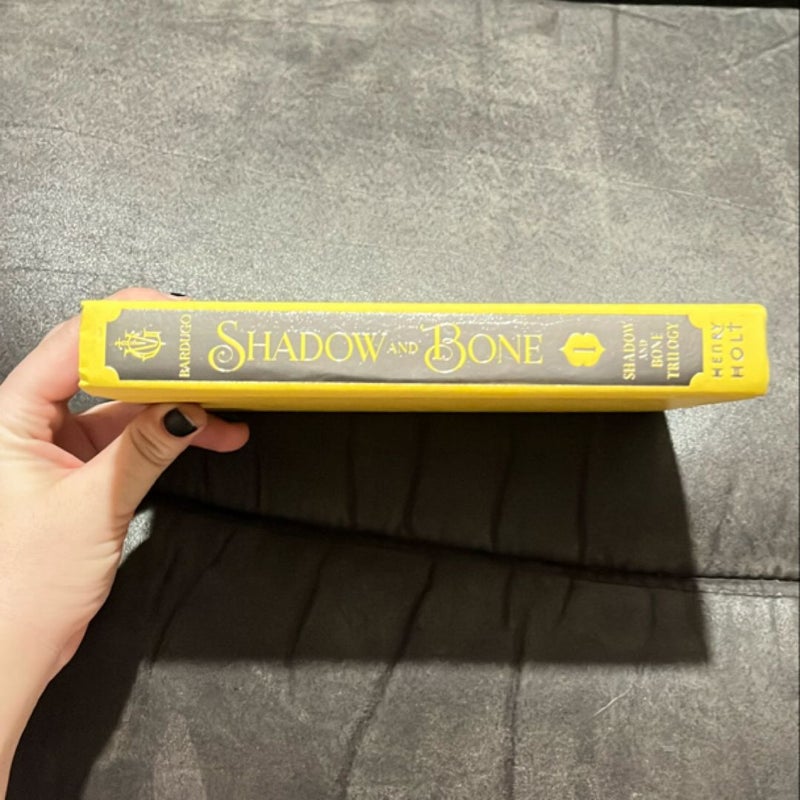 BARDUGO
SHADOW AND BONE
1
SHADOW
AND
BONE
TRILOGY
HENRY
HOLT